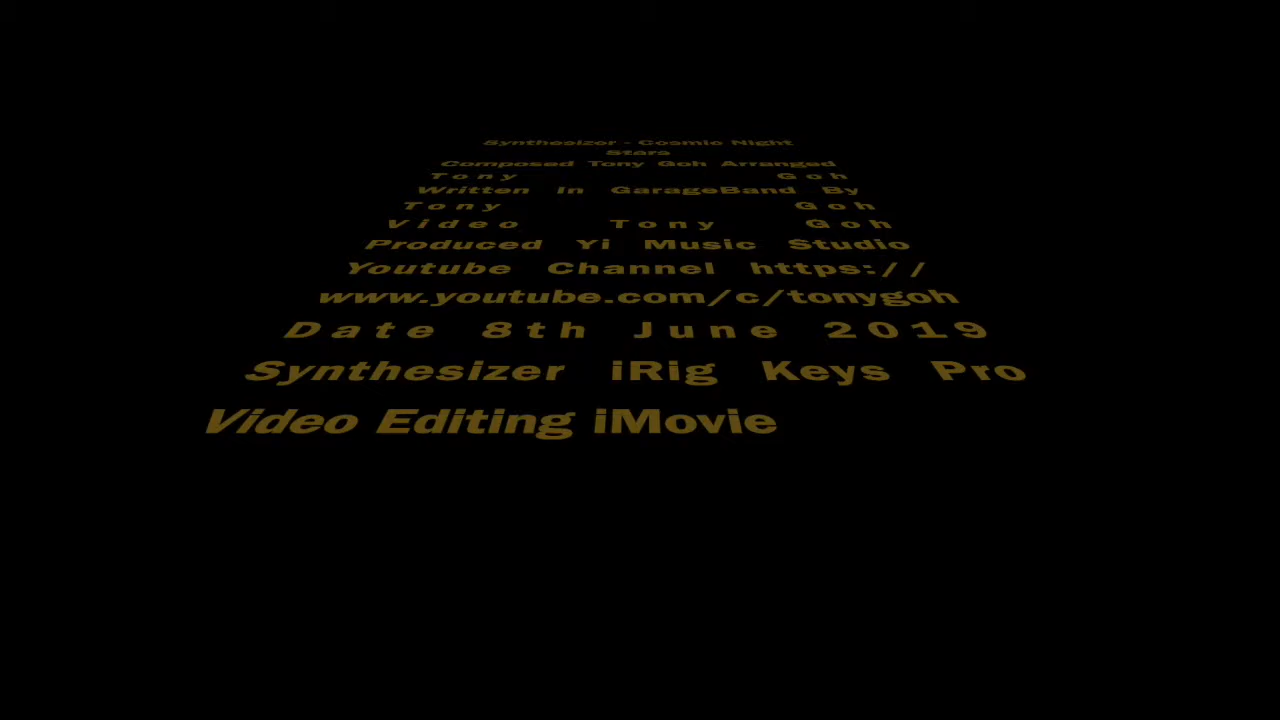 Synthesizer - Cosmic Night
Stars
Composed Tony Goh Arranged
Tony Goh
Written In GarageBand By
Tony Goh
Video Tony Goh
Produced Yi Music Studio
Youtube Channel https://
www.youtube.com/c/tonygoh
Date 8th June 2019
Synthesizer iRig Keys Pro
Video Editing iMovie